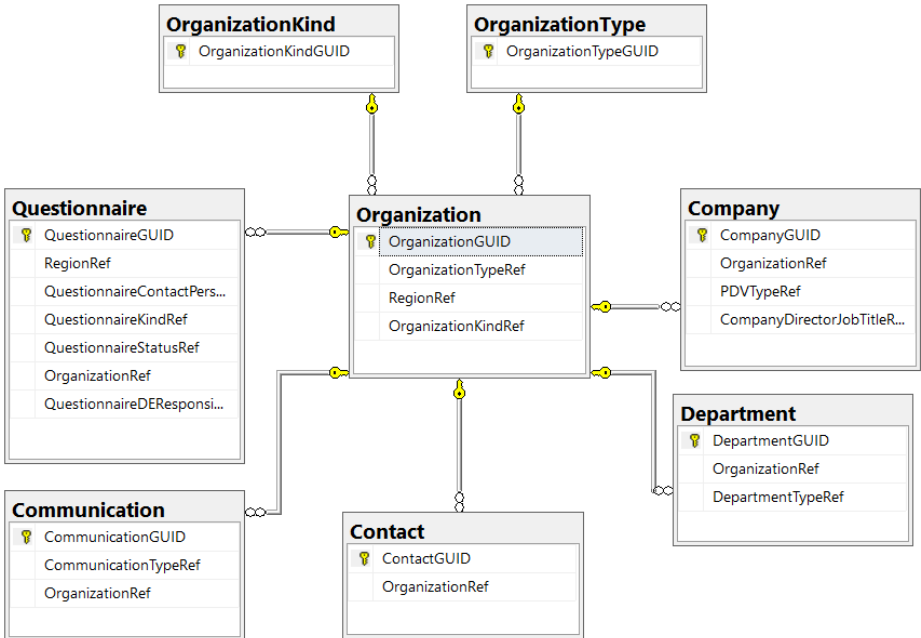 OrganizationKind
OrganizationKindGUID
OrganizationType
OrganizationTypeGUID
Questionnaire
QuestionnaireGUID
RegionRef
QuestionnaireContactPers...
QuestionnaireKindRef
QuestionnaireStatusRef
OrganizationRef
QuestionnaireDEResponsi...
Organization
OrganizationGUID
OrganizationTypeRef
RegionRef
OrganizationKindRef
Company
CompanyGUID
OrganizationRef
PDVTypeRef
CompanyDirectorJobTitleR...
Department
DepartmentGUID
OrganizationRef
DepartmentTypeRef
Communication
CommunicationGUID
CommunicationTypeRef
OrganizationRef
Contact
ContactGUID
OrganizationRef